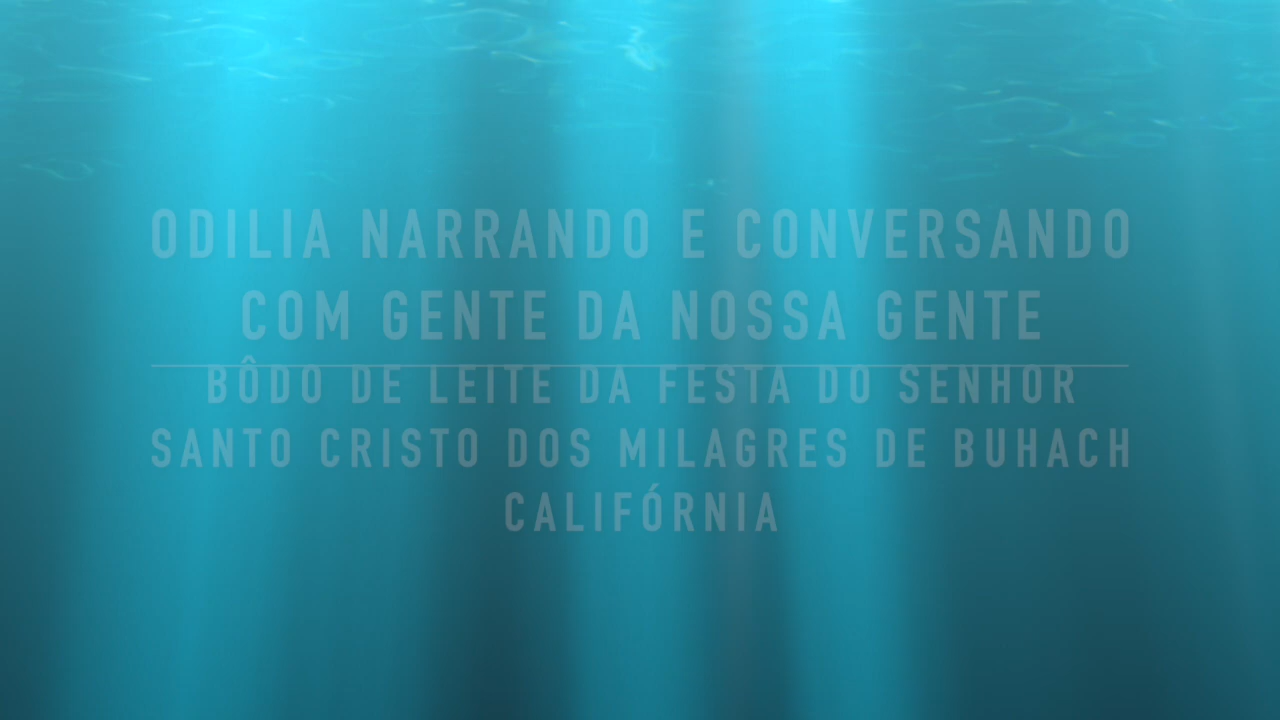 ODILIA NARRANDO E CONVERSANDO
COM GENTE DA NOSSA GENTE
BÔDO DE LEITE DA FESTA DO SENHOR
SANTO CRISTO DOS MILAGRES DE BUHACH
CALIFÓRNIA